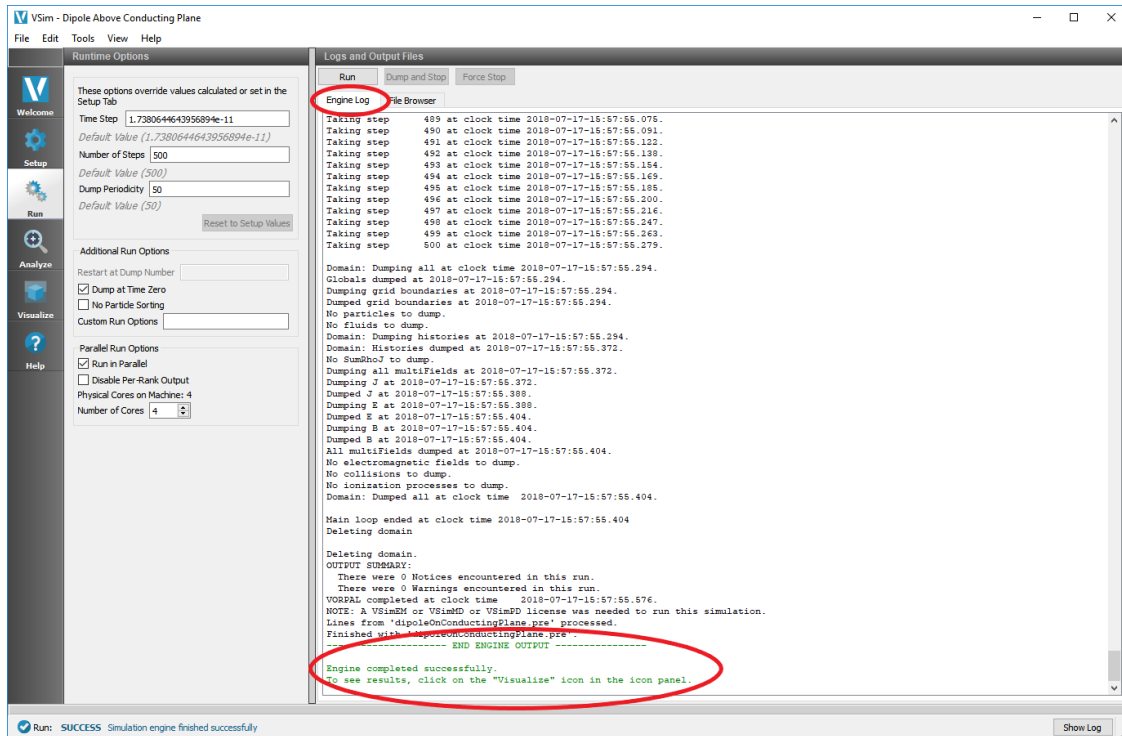 VSim - Dipole Above Conducting Plane
File Edit Tools View Help
Welcome
Setup
Run
Analyze
Visualize
Help
Runtime Options
These options override values calculated or set in the
Setup Tab
Time Step 1.7380644643956894e-11
Default Value (1.7380644643956894e-11)
Number of Steps 500
Default Value (500)
Dump Periodicity 50
Default Value (50)
Reset to Setup Values
Additional Run Options
Restart at Dump Number
Dump at Time Zero
No Particle Sorting
Custom Run Options
Parallel Run Options
Run in Parallel
Disable Per-Rank Output
Physical Cores on Machine: 4
Number of Cores 4
Logs and Output Files
Run Dump and Stop Force Stop
Engine Log File Browser
Taking step 489 at clock time 2018-07-17-15:57:55.075.
Taking step 490 at clock time 2018-07-17-15:57:55.091.
Taking step 491 at clock time 2018-07-17-15:57:55.122.
Taking step 492 at clock time 2018-07-17-15:57:55.138.
Taking step 493 at clock time 2018-07-17-15:57:55.154.
Taking step 494 at clock time 2018-07-17-15:57:55.169.
Taking step 495 at clock time 2018-07-17-15:57:55.185.
Taking step 496 at clock time 2018-07-17-15:57:55.200.
Taking step 497 at clock time 2018-07-17-15:57:55.216.
Taking step 498 at clock time 2018-07-17-15:57:55.247.
Taking step 499 at clock time 2018-07-17-15:57:55.263.
Taking step 500 at clock time 2018-07-17-15:57:55.279.
Domain: Dumping all at clock time 2018-07-17-15:57:55.294.
Globals dumped at 2018-07-17-15:57:55.294.
Dumping grid boundaries at 2018-07-17-15:57:55.294.
Dumped grid boundaries at 2018-07-17-15:57:55.294.
No particles to dump.
No fluids to dump.
Domain: Dumping histories at 2018-07-17-15:57:55.294.
Domain: Histories dumped at 2018-07-17-15:57:55.372.
No SumRhoJ to dump.
Dumping all multiFields at 2018-07-17-15:57:55.372.
Dumping J at 2018-07-17-15:57:55.372.
Dumped J at 2018-07-17-15:57:55.388.
Dumping E at 2018-07-17-15:57:55.388.
Dumped E at 2018-07-17-15:57:55.404.
Dumping B at 2018-07-17-15:57:55.404.
Dumped B at 2018-07-17-15:57:55.404.
All multiFields dumped at 2018-07-17-15:57:55.404.
No electromagnetic fields to dump.
No collisions to dump.
No ionization processes to dump.
Domain: Dumped all at clock time 2018-07-17-15:57:55.404.
Main loop ended at clock time 2018-07-17-15:57:55.404
Deleting domain
Deleting domain.
OUTPUT SUMMARY:
There were 0 Notices encountered in this run.
There were 0 Warnings encountered in this run.
VORPAL completed at clock time 2018-07-17-15:57:55.576.
NOTE: A VSimEM or VSimMD or VSimPD license was needed to run this simulation.
Lines from 'dipoleOnConductingPlane.pre' processed.
Finished with 'dipoleOnConductingPlane.pre'.
-------------------- END ENGINE OUTPUT ---------------
Engine completed successfully.
To see results, click on the "Visualize" icon in the icon panel.
Run: SUCCESS Simulation engine finished successfully
Show Log